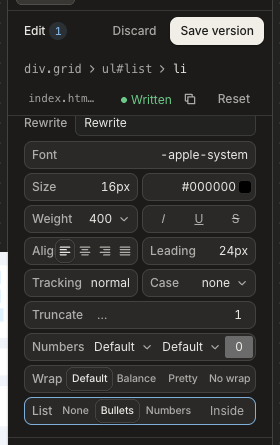 Edit 1 Discard Save version
div.grid > ul#list > li
index.htm… Written Reset
Rewrite Rewrite
Font -apple-system
Size 16px #000000
Weight 400 I U S
Alig Leading 24px
Tracking normal Case none
Truncate … 1
Numbers Default Default 0
Wrap Default Balance Pretty No wrap
List None Bullets Numbers Inside